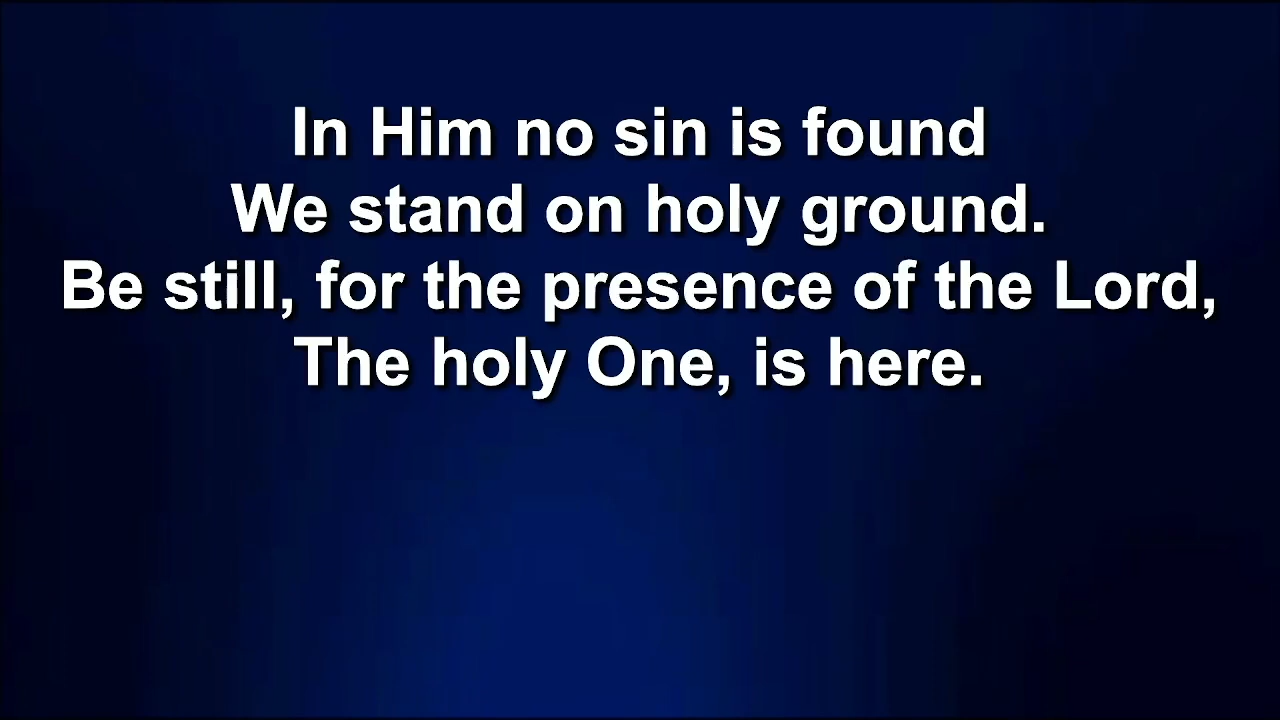 In Him no sin is found
We stand on holy ground.
Be still, for the presence of the Lord,
The holy One, is here.